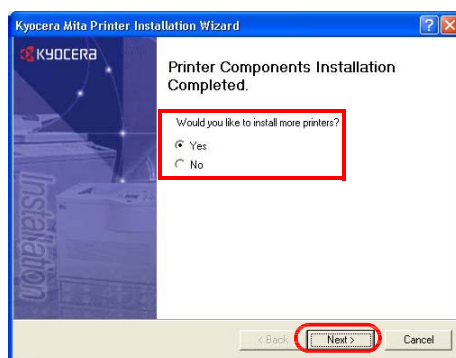 Kyocera Mita Printer Installation Wizard
KYOCERA
Printer Components Installation
Completed.
Would you like to install more printers?
Yes
No
Installation
< Back
Next >
Cancel